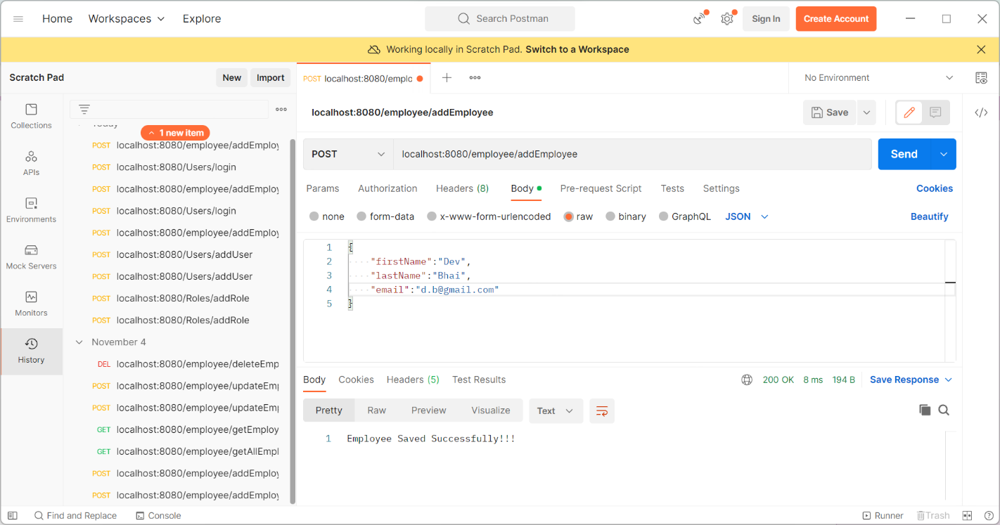 Home Workspaces Explore Search Postman Sign In Create Account
Working locally in Scratch Pad. Switch to a Workspace
Scratch Pad New Import
Collections
APIs
Environments
Mock Servers
Monitors
History
Today
1 new item
POST localhost:8080/employee/addEmploy
POST localhost:8080/Users/login
POST localhost:8080/employee/addEmploy
POST localhost:8080/Users/login
POST localhost:8080/employee/addEmploy
POST localhost:8080/Users/addUser
POST localhost:8080/Users/addUser
POST localhost:8080/Roles/addRole
POST localhost:8080/Roles/addRole
November 4
DEL localhost:8080/employee/deleteEmp
POST localhost:8080/employee/updateEmp
POST localhost:8080/employee/updateEmp
GET localhost:8080/employee/getEmploy
GET localhost:8080/employee/getAllEmpl
POST localhost:8080/employee/addEmploy
POST localhost:8080/employee/addEmploy
POST localhost:8080/emplo
No Environment
localhost:8080/employee/addEmployee Save
POST localhost:8080/employee/addEmployee Send
Params Authorization Headers (8) Body Pre-request Script Tests Settings Cookies
none form-data x-www-form-urlencoded raw binary GraphQL JSON Beautify
1 {
2 "firstName":"Dev",
3 "lastName":"Bhai",
4 "email":"d.b@gmail.com"
5 }
Body Cookies Headers (5) Test Results 200 OK 8 ms 194 B Save Response
Pretty Raw Preview Visualize Text
1 Employee Saved Successfully!!!
Find and Replace Console Runner Trash